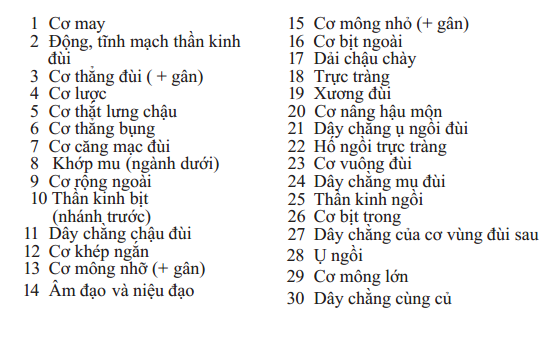 1 Cơ may
2 Động, tĩnh mạch thần kinh
đùi
3 Cơ thẳng đùi ( + gân)
4 Cơ lược
5 Cơ thắt lưng chậu
6 Cơ thẳng bụng
7 Cơ căng mạc đùi
8 Khớp mu (ngành dưới)
9 Cơ rộng ngoài
10 Thần kinh bịt
(nhánh trước)
11 Dây chằng chậu đùi
12 Cơ khép ngắn
13 Cơ mông nhỡ (+ gân)
14 Âm đạo và niệu đạo
15 Cơ mông nhỏ (+ gân)
16 Cơ bịt ngoài
17 Dải chậu chày
18 Trực tràng
19 Xương đùi
20 Cơ nâng hậu môn
21 Dây chằng ụ ngồi đùi
22 Hố ngồi trực tràng
23 Cơ vuông đùi
24 Dây chằng mụ đùi
25 Thần kinh ngồi
26 Cơ bịt trong
27 Dây chằng của cơ vùng đùi sau
28 Ụ ngồi
29 Cơ mông lớn
30 Dây chằng cùng củ